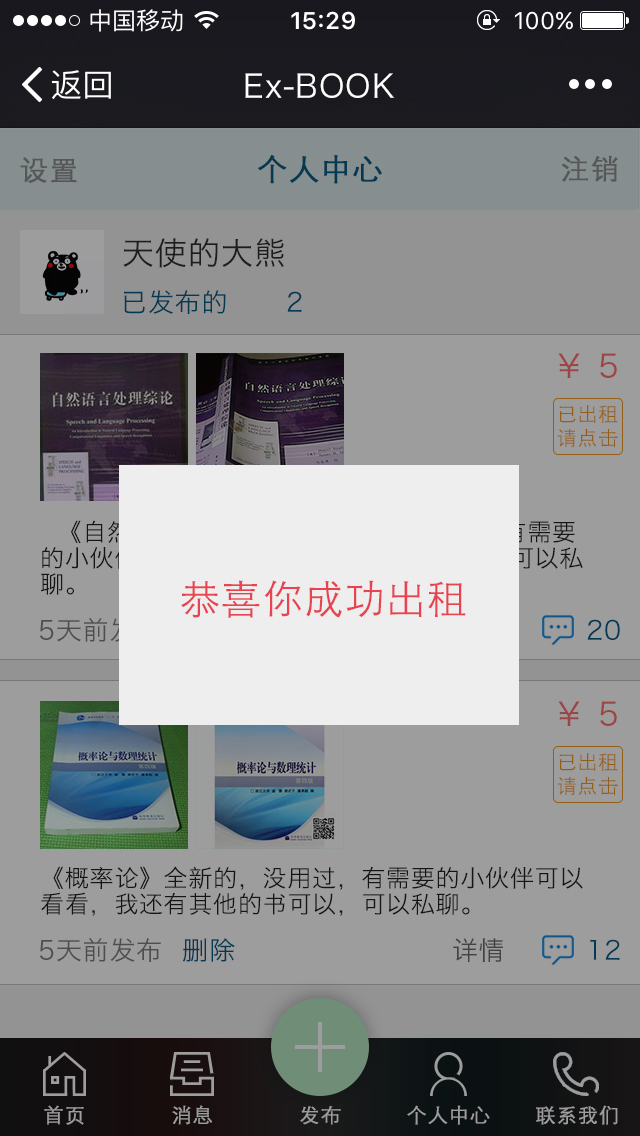 中国移动 15:29 100%
返回 Ex-BOOK
设置 个人中心 注销
天使的大熊
已发布的 2
自然语言处理综论
Speech and Language Processing
自然语言处理综论
Speech and Language Processing
¥ 5
已出租
请点击
恭喜你成功出租
《自然
有需要
的小伙伴
可以私
聊。
5天前发
20
概率论与数理统计
第四版
概率论与数理统计
第四版
¥ 5
已出租
请点击
《概率论》全新的，没用过，有需要的小伙伴可以
看看，我还有其他的书可以，可以私聊。
5天前发布 删除 详情 12
首页 消息 发布 个人中心 联系我们